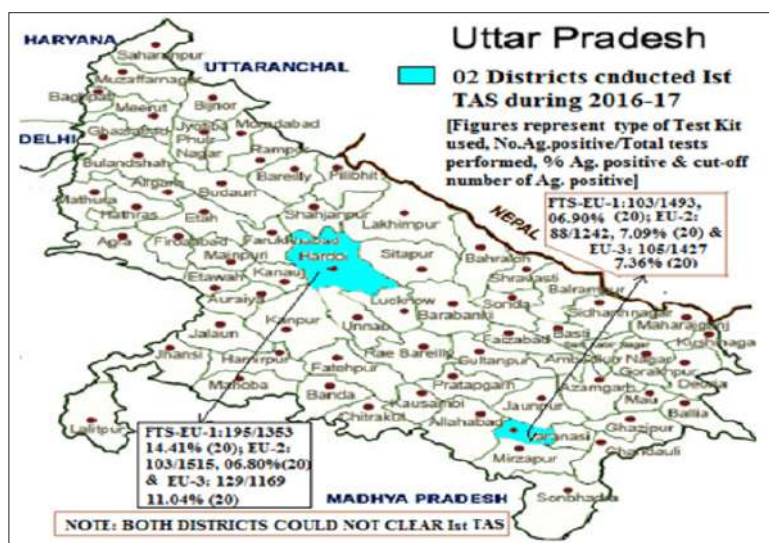 Uttar Pradesh
02 Districts cnducted Ist
TAS during 2016-17
[Figures represent type of Test Kit
used, No.Ag.positive/Total tests
performed, % Ag. positive & cut-off
number of Ag. positive]
FTS-EU-1:103/1493,
06.90% (20); EU-2:
88/1242, 7.09% (20) &
EU-3: 105/1427
7.36% (20)
HARYANA
UTTARANCHAL
DELHI
NEPAL
Saharanpur
Muzaffarnagar
Baghpat
Meerut
Bijnor
Ghaziabad
Jyotiba
Phule
Nagar
Moradabad
Rampur
Bulandshah
Bareilly
Pilibhit
Aligarh
Budaun
Mathura
Hathras
Etah
Shahjanpur
Lakhimpur
Agra
Firozabad
Farukhabad
Mainpuri
Hardoi
Sitapur
Bahraich
Shravasti
Balrampur
Etawah
Kanauj
Auraiya
Lucknow
Barabanki
Gonda
Sidharthnagar
Maharajganj
Kushinaga
Jalaun
Kanpur
Unnab
Faizabad
Basti
Gorakhpur
Deoria
Jhansi
Hamirpur
Rae Bareilly
Sultanpur
Ambedkar Nagar
Mahoba
Fatehpur
Pratapgarh
Azamgarh
Mau
Ballia
Banda
Kausambi
Jaunpur
Lalitpur
Chitrakut
Allahabad
Varanasi
Ghazipur
Chandauli
Mirzapur
Sonbhadra
FTS-EU-1:195/1353
14.41% (20); EU-2:
103/1515, 06.80%(20)
& EU-3: 129/1169
11.04% (20)
MADHYA PRADESH
NOTE: BOTH DISTRICTS COULD NOT CLEAR Ist TAS